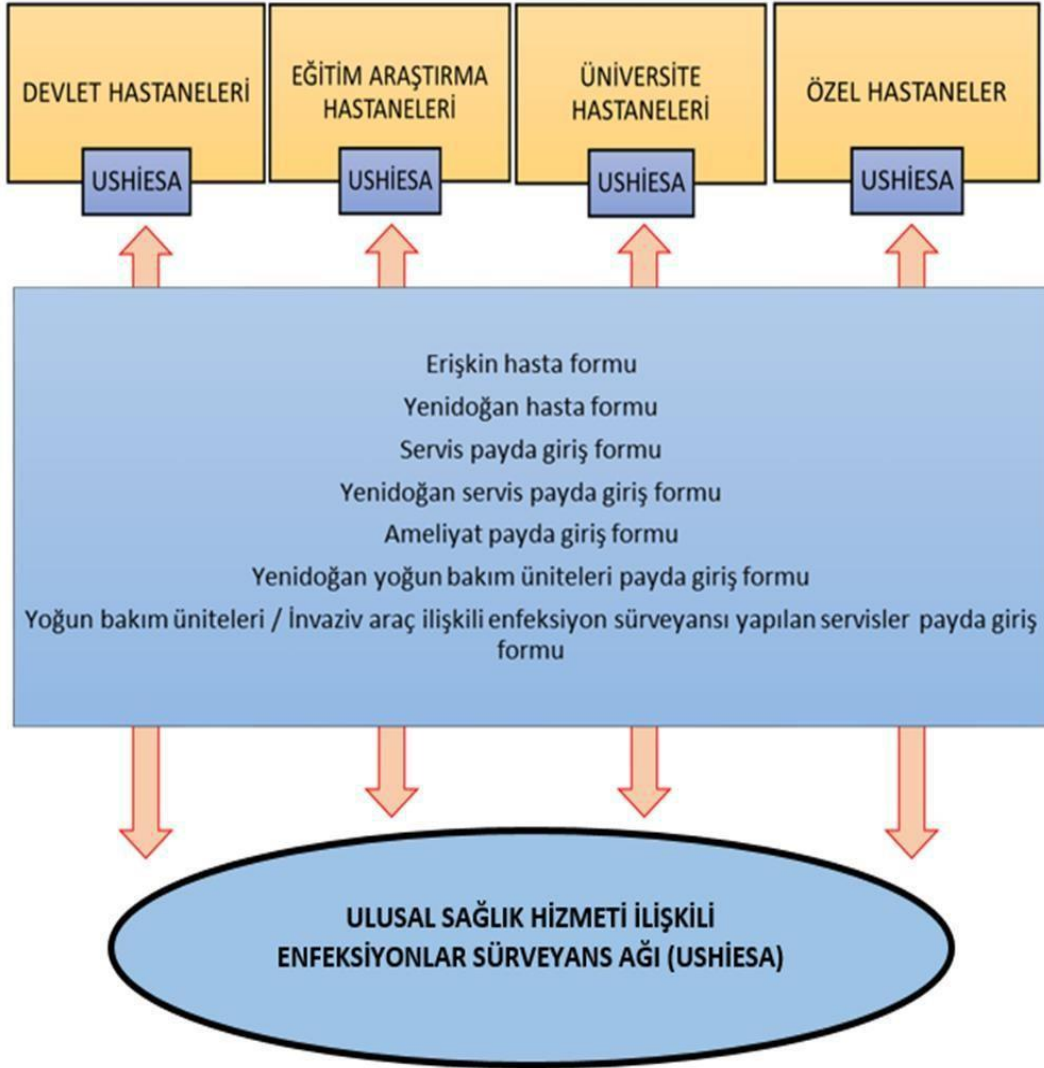 DEVLET HASTANELERİ
USHİESA
EĞİTİM ARAŞTIRMA
HASTANELERİ
USHİESA
ÜNİVERSİTE
HASTANELERİ
USHİESA
ÖZEL HASTANELER
USHİESA
Erişkin hasta formu
Yenidoğan hasta formu
Servis payda giriş formu
Yenidoğan servis payda giriş formu
Ameliyat payda giriş formu
Yenidoğan yoğun bakım üniteleri payda giriş formu
Yoğun bakım üniteleri / İnvaziv araç ilişkili enfeksiyon sürveyansı yapılan servisler payda giriş
formu
ULUSAL SAĞLIK HİZMETİ İLİŞKİLİ
ENFEKSİYONLAR SÜRVEYANS AĞI (USHİESA)